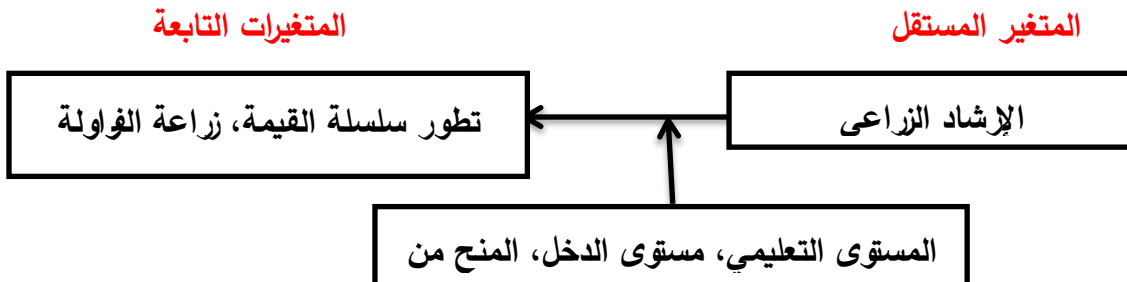 المتغير المستقل
المتغيرات التابعة
الإرشاد الزراعى
تطور سلسلة القيمة، زراعة الفراولة
المستوى التعليمي، مستوى الدخل، المنح من